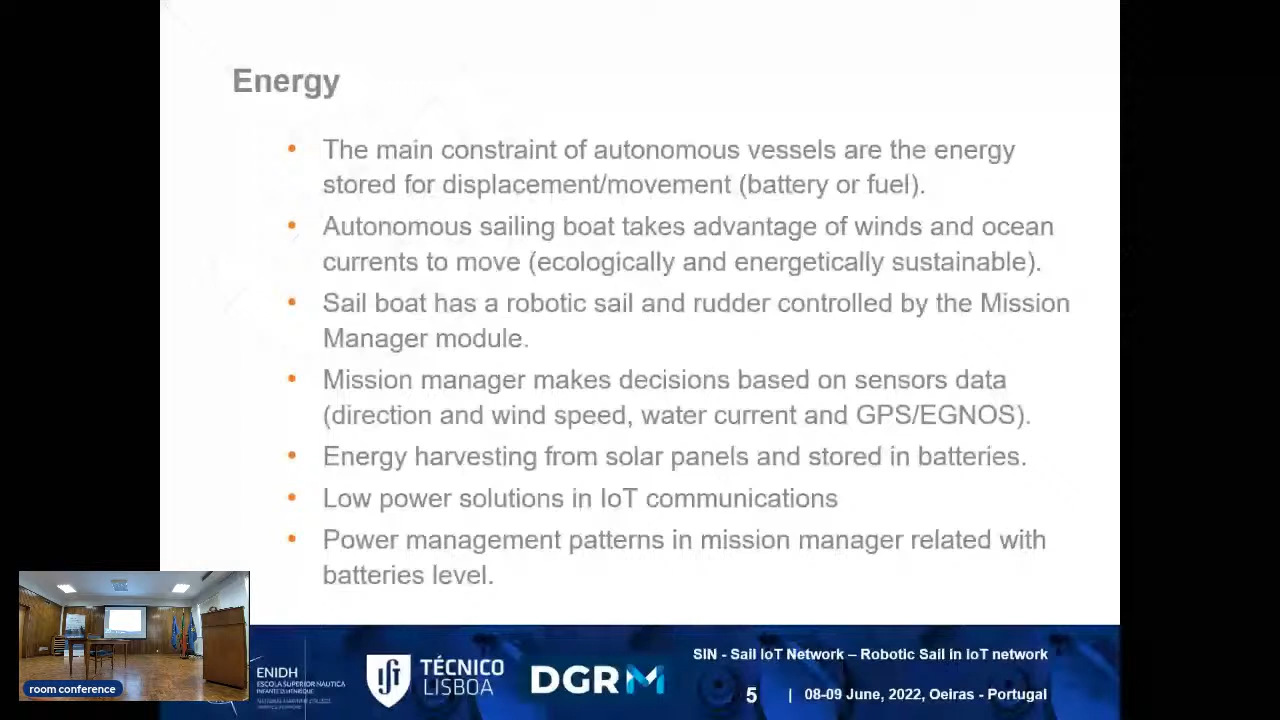 Energy
• The main constraint of autonomous vessels are the energy
stored for displacement/movement (battery or fuel).
• Autonomous sailing boat takes advantage of winds and ocean
currents to move (ecologically and energetically sustainable).
• Sail boat has a robotic sail and rudder controlled by the Mission
Manager module.
• Mission manager makes decisions based on sensors data
(direction and wind speed, water current and GPS/EGNOS).
• Energy harvesting from solar panels and stored in batteries.
• Low power solutions in IoT communications
• Power management patterns in mission manager related with
batteries level.
room conference
ENIDH
ESCOLA SUPERIOR NÁUTICA
INFANTE D. HENRIQUE
TÉCNICO
LISBOA
DGRM
SIN - Sail IoT Network – Robotic Sail in IoT network
5 | 08-09 June, 2022, Oeiras - Portugal